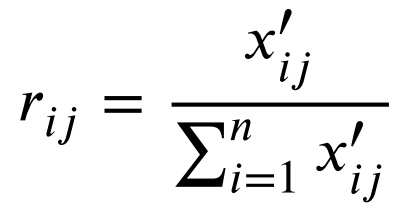 r_{ij} = \frac{x'_{ij}}{\sum_{i=1}^{n} x'_{ij}}